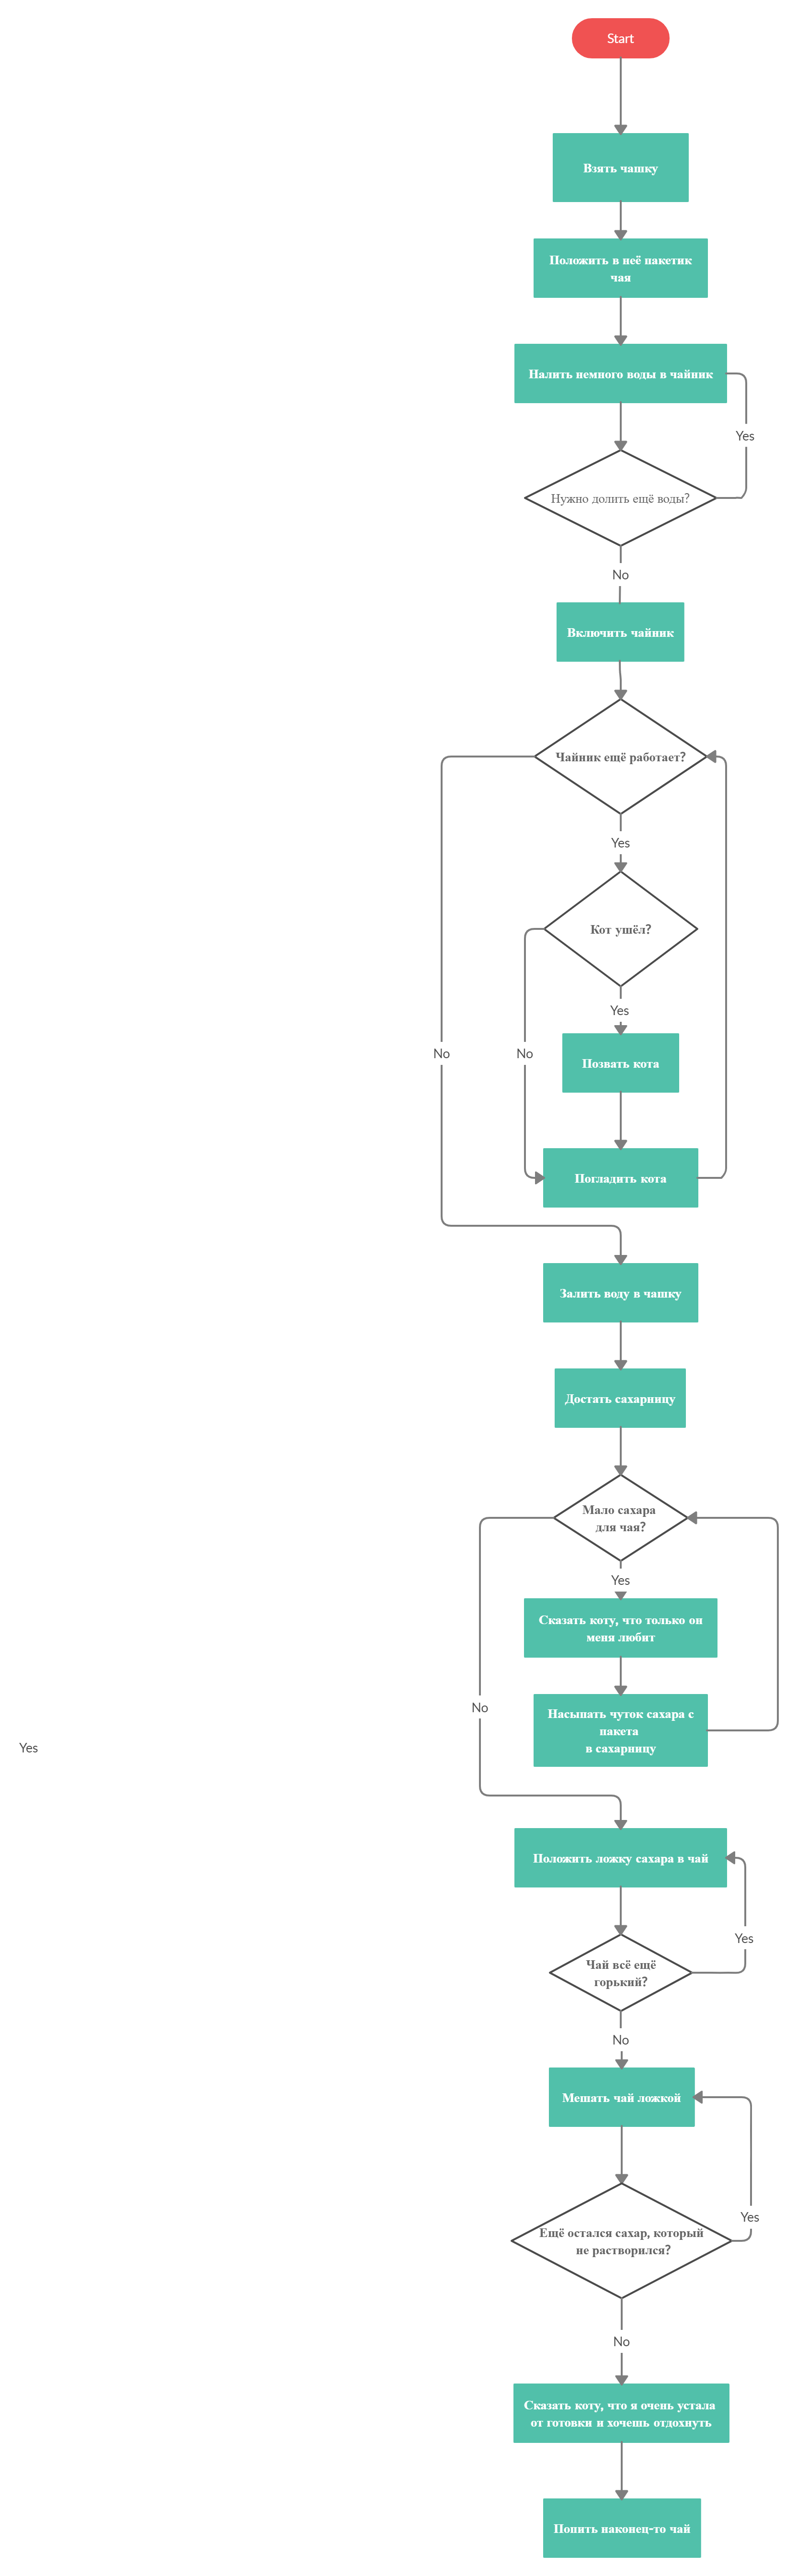 Start
Взять чашку
Положить в неё пакетик
чая
Налить немного воды в чайник
Yes
Нужно долить ещё воды?
No
Включить чайник
Чайник ещё работает?
Yes
Кот ушёл?
Yes
No
No
Позвать кота
Погладить кота
Залить воду в чашку
Достать сахарницу
Мало сахара
для чая?
Yes
Сказать коту, что только он
меня любит
No
Насыпать чуток сахара с
пакета
в сахарницу
Yes
Положить ложку сахара в чай
Yes
Чай всё ещё
горький?
No
Мешать чай ложкой
Yes
Ещё остался сахар, который
не растворился?
No
Сказать коту, что я очень устала
от готовки и хочешь отдохнуть
Попить наконец-то чай